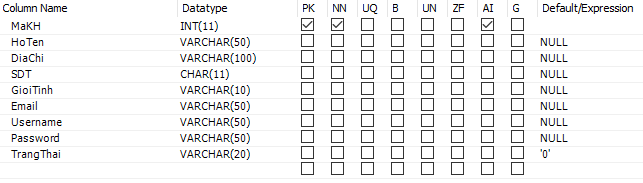 Column Name Datatype PK NN UQ B UN ZF AI G Default/Expression
MaKH INT(11)
HoTen VARCHAR(50) NULL
DiaChi VARCHAR(100) NULL
SDT CHAR(11) NULL
GioiTinh VARCHAR(10) NULL
Email VARCHAR(50) NULL
Username VARCHAR(50) NULL
Password VARCHAR(50) NULL
TrangThai VARCHAR(20) '0'